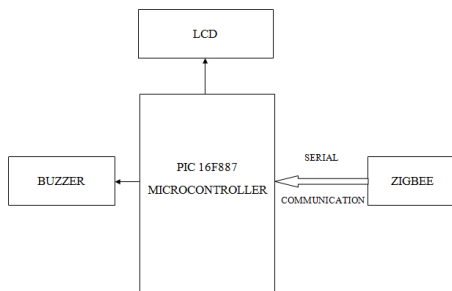 LCD
PIC 16F887
MICROCONTROLLER
BUZZER
SERIAL
COMMUNICATION
ZIGBEE